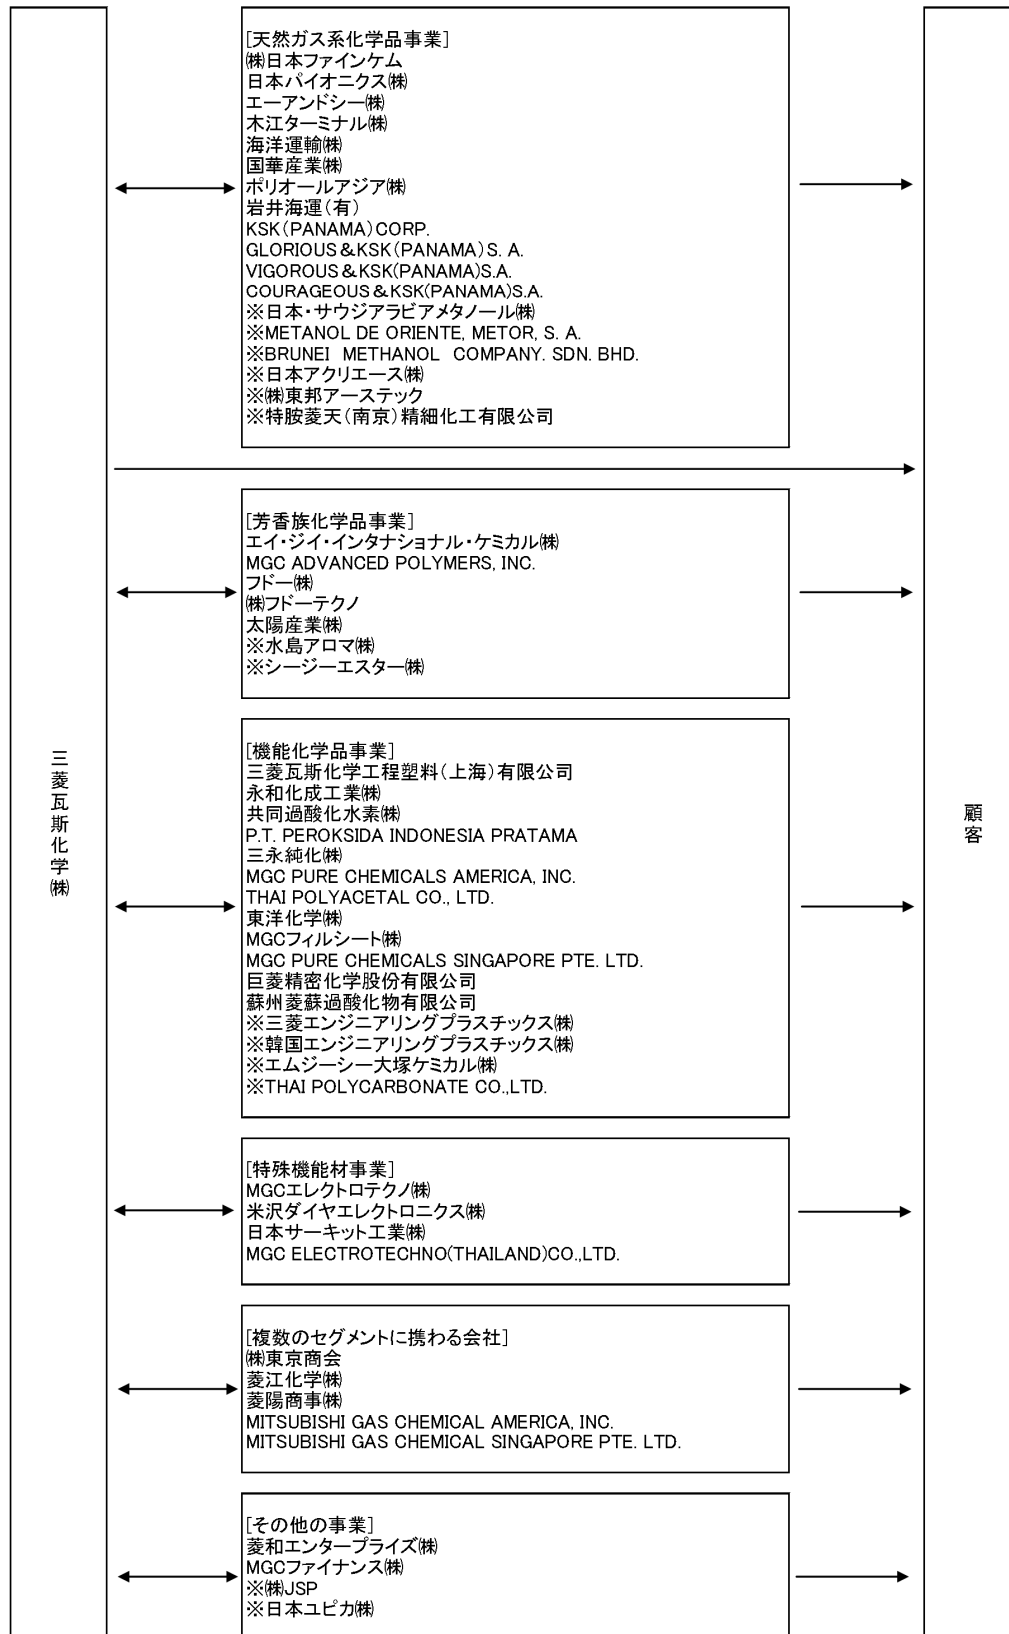 三菱瓦斯化学㈱
[天然ガス系化学品事業]
㈱日本ファインケム
日本パイオニクス㈱
エーアンドシー㈱
木江ターミナル㈱
海洋運輸㈱
国華産業㈱
ポリオールアジア㈱
岩井海運(有)
KSK(PANAMA)CORP.
GLORIOUS&KSK(PANAMA)S. A.
VIGOROUS&KSK(PANAMA)S.A.
COURAGEOUS&KSK(PANAMA)S.A.
※日本・サウジアラビアメタノール㈱
※METANOL DE ORIENTE, METOR, S. A.
※BRUNEI METHANOL COMPANY. SDN. BHD.
※日本アクリエース㈱
※㈱東邦アーステック
※特胺菱天(南京)精細化工有限公司
[芳香族化学品事業]
エイ・ジイ・インタナショナル・ケミカル㈱
MGC ADVANCED POLYMERS, INC.
フドー㈱
㈱フドーテクノ
太陽産業㈱
※水島アロマ㈱
※シージーエスター㈱
[機能化学品事業]
三菱瓦斯化学工程塑料(上海)有限公司
永和化成工業㈱
共同過酸化水素㈱
P.T. PEROKSIDA INDONESIA PRATAMA
三永純化㈱
MGC PURE CHEMICALS AMERICA, INC.
THAI POLYACETAL CO., LTD.
東洋化学㈱
MGCフィルシート㈱
MGC PURE CHEMICALS SINGAPORE PTE. LTD.
巨菱精密化学股份有限公司
蘇州菱蘇過酸化物有限公司
※三菱エンジニアリングプラスチックス㈱
※韓国エンジニアリングプラスチックス㈱
※エムジーシー大塚ケミカル㈱
※THAI POLYCARBONATE CO.,LTD.
[特殊機能材事業]
MGCエレクトロテクノ㈱
米沢ダイヤエレクトロニクス㈱
日本サーキット工業㈱
MGC ELECTROTECHNO(THAILAND)CO.,LTD.
[複数のセグメントに携わる会社]
㈱東京商会
菱江化学㈱
菱陽商事㈱
MITSUBISHI GAS CHEMICAL AMERICA, INC.
MITSUBISHI GAS CHEMICAL SINGAPORE PTE. LTD.
[その他の事業]
菱和エンタープライズ㈱
MGCファイナンス㈱
※㈱JSP
※日本ユピカ㈱
顧客